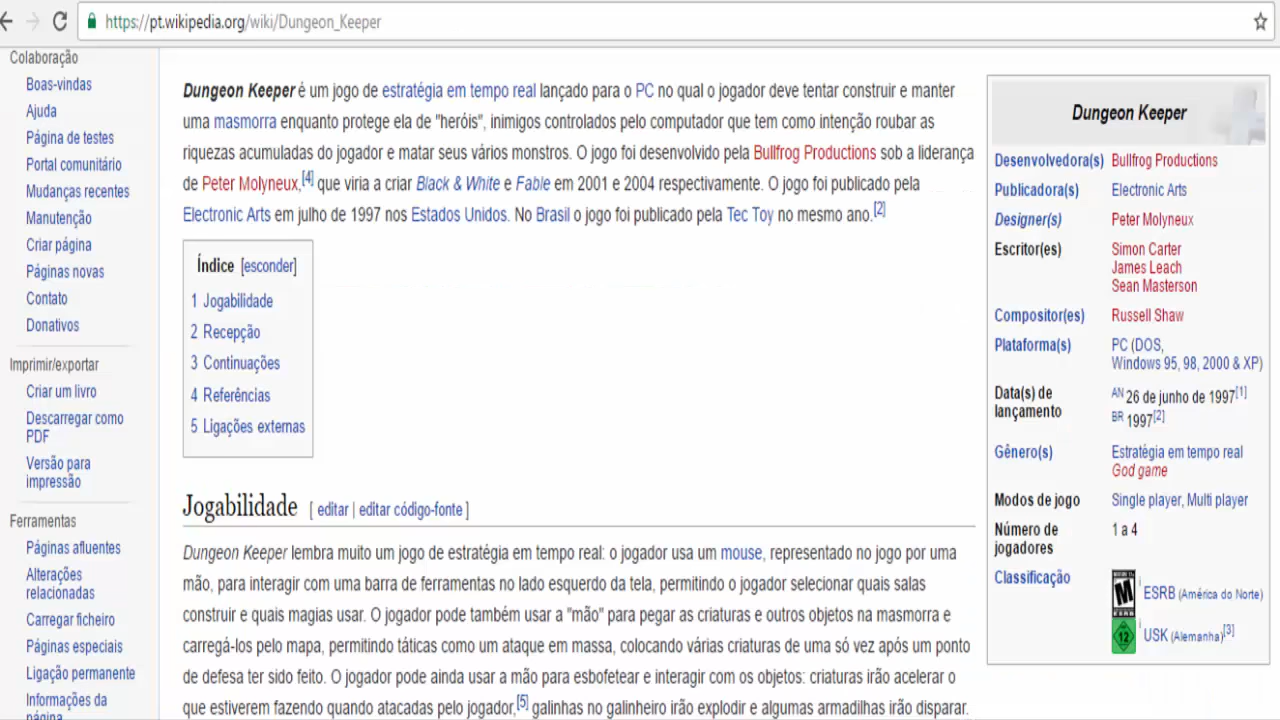 https://pt.wikipedia.org/wiki/Dungeon_Keeper
Colaboração
Boas-vindas
Ajuda
Página de testes
Portal comunitário
Mudanças recentes
Manutenção
Criar página
Páginas novas
Contato
Donativos
Imprimir/exportar
Criar um livro
Descarregar como
PDF
Versão para
impressão
Ferramentas
Páginas afluentes
Alterações
relacionadas
Carregar ficheiro
Páginas especiais
Ligação permanente
Informações da
página
Dungeon Keeper é um jogo de estratégia em tempo real lançado para o PC no qual o jogador deve tentar construir e manter
uma masmorra enquanto protege ela de "heróis", inimigos controlados pelo computador que tem como intenção roubar as
riquezas acumuladas do jogador e matar seus vários monstros. O jogo foi desenvolvido pela Bullfrog Productions sob a liderança
de Peter Molyneux,[4] que viria a criar Black & White e Fable em 2001 e 2004 respectivamente. O jogo foi publicado pela
Electronic Arts em julho de 1997 nos Estados Unidos. No Brasil o jogo foi publicado pela Tec Toy no mesmo ano.[2]
Índice [esconder]
1 Jogabilidade
2 Recepção
3 Continuações
4 Referências
5 Ligações externas
Jogabilidade [ editar | editar código-fonte ]
Dungeon Keeper lembra muito um jogo de estratégia em tempo real: o jogador usa um mouse, representado no jogo por uma
mão, para interagir com uma barra de ferramentas no lado esquerdo da tela, permitindo o jogador selecionar quais salas
construir e quais magias usar. O jogador pode também usar a "mão" para pegar as criaturas e outros objetos na masmorra e
carregá-los pelo mapa, permitindo táticas como um ataque em massa, colocando várias criaturas de uma só vez após um ponto
de defesa ter sido feito. O jogador pode ainda usar a mão para esbofetear e interagir com os objetos: criaturas irão acelerar o
que estiverem fazendo quando atacadas pelo jogador,[5] galinhas no galinheiro irão explodir e algumas armadilhas irão disparar.
Dungeon Keeper
Desenvolvedora(s) Bullfrog Productions
Publicadora(s) Electronic Arts
Designer(s) Peter Molyneux
Escritor(es) Simon Carter
James Leach
Sean Masterson
Compositor(es) Russell Shaw
Plataforma(s) PC (DOS,
Windows 95, 98, 2000 & XP)
Data(s) de AN 26 de junho de 1997[1]
lançamento BR 1997[2]
Gênero(s) Estratégia em tempo real
God game
Modos de jogo Single player, Multi player
Número de 1 a 4
jogadores
Classificação M i ESRB (América do Norte)
12 i USK (Alemanha)[3]